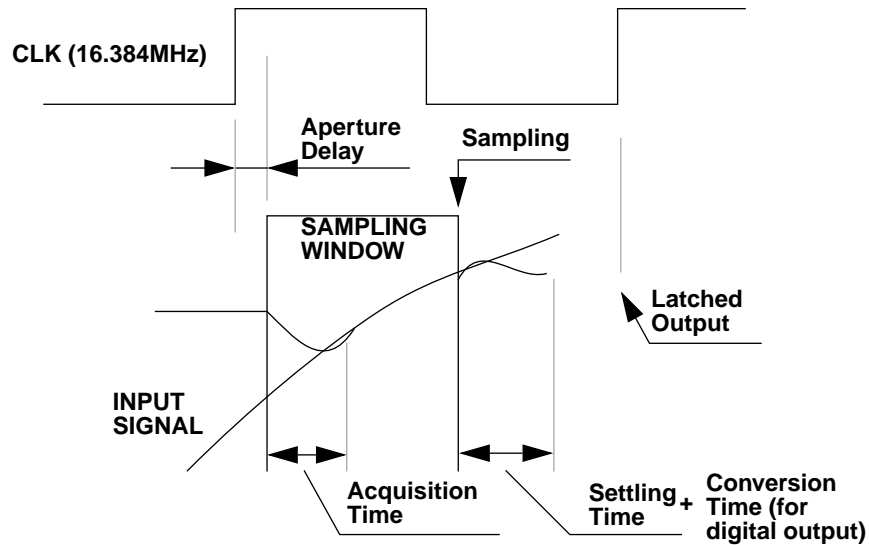 CLK (16.384MHz)
Aperture
Delay
Sampling
SAMPLING
WINDOW
Latched
Output
INPUT
SIGNAL
Acquisition
Time
Settling
Time
+
Conversion
Time (for
digital output)